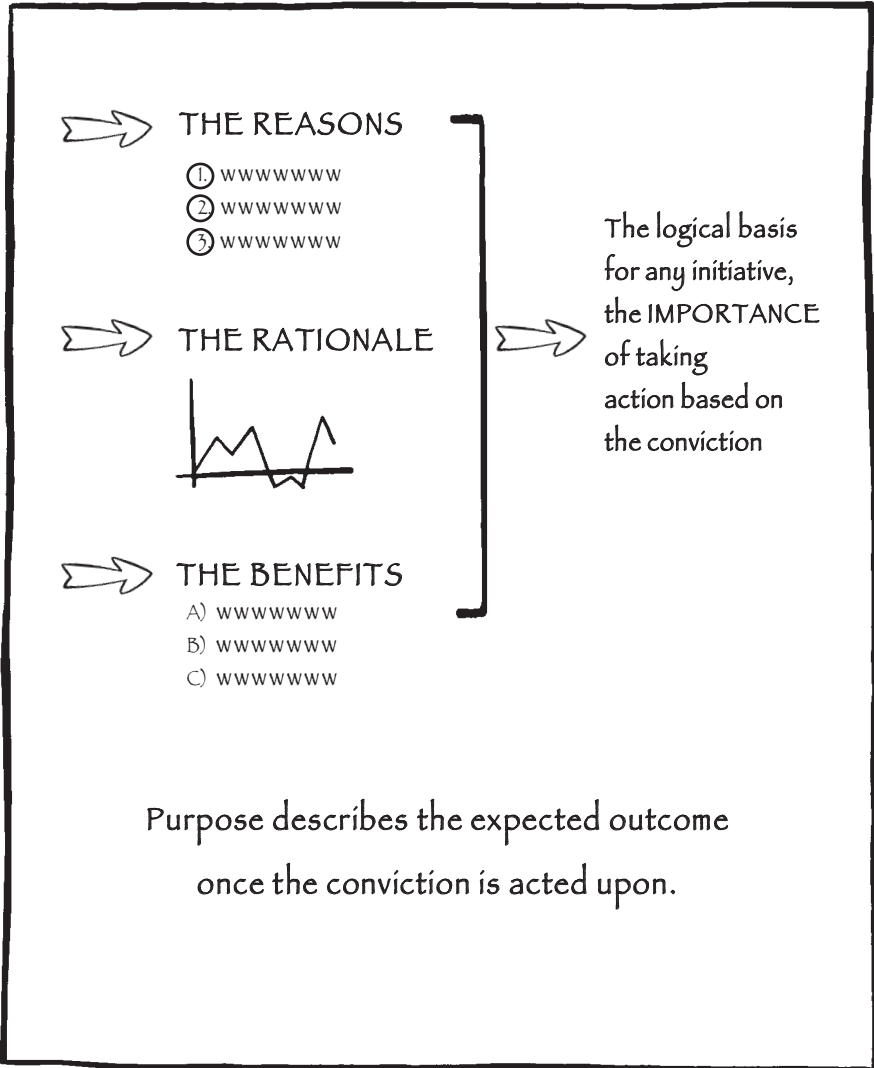 THE REASONS
1. wwwwwww
2. wwwwwww
3. wwwwwww
THE RATIONALE
THE BENEFITS
A) wwwwwww
B) wwwwwww
C) wwwwwww
The logical basis
for any initiative,
the IMPORTANCE
of taking
action based on
the conviction
Purpose describes the expected outcome
once the conviction is acted upon.